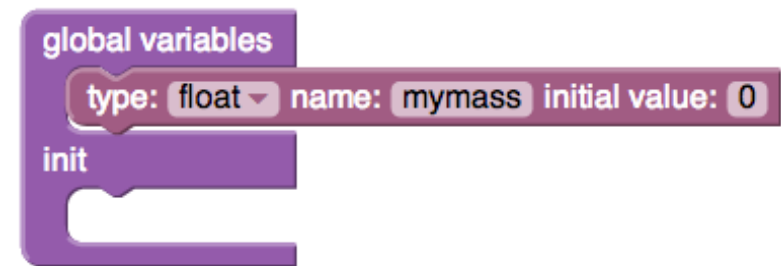 global variables
type: float name: mymass initial value: 0
init